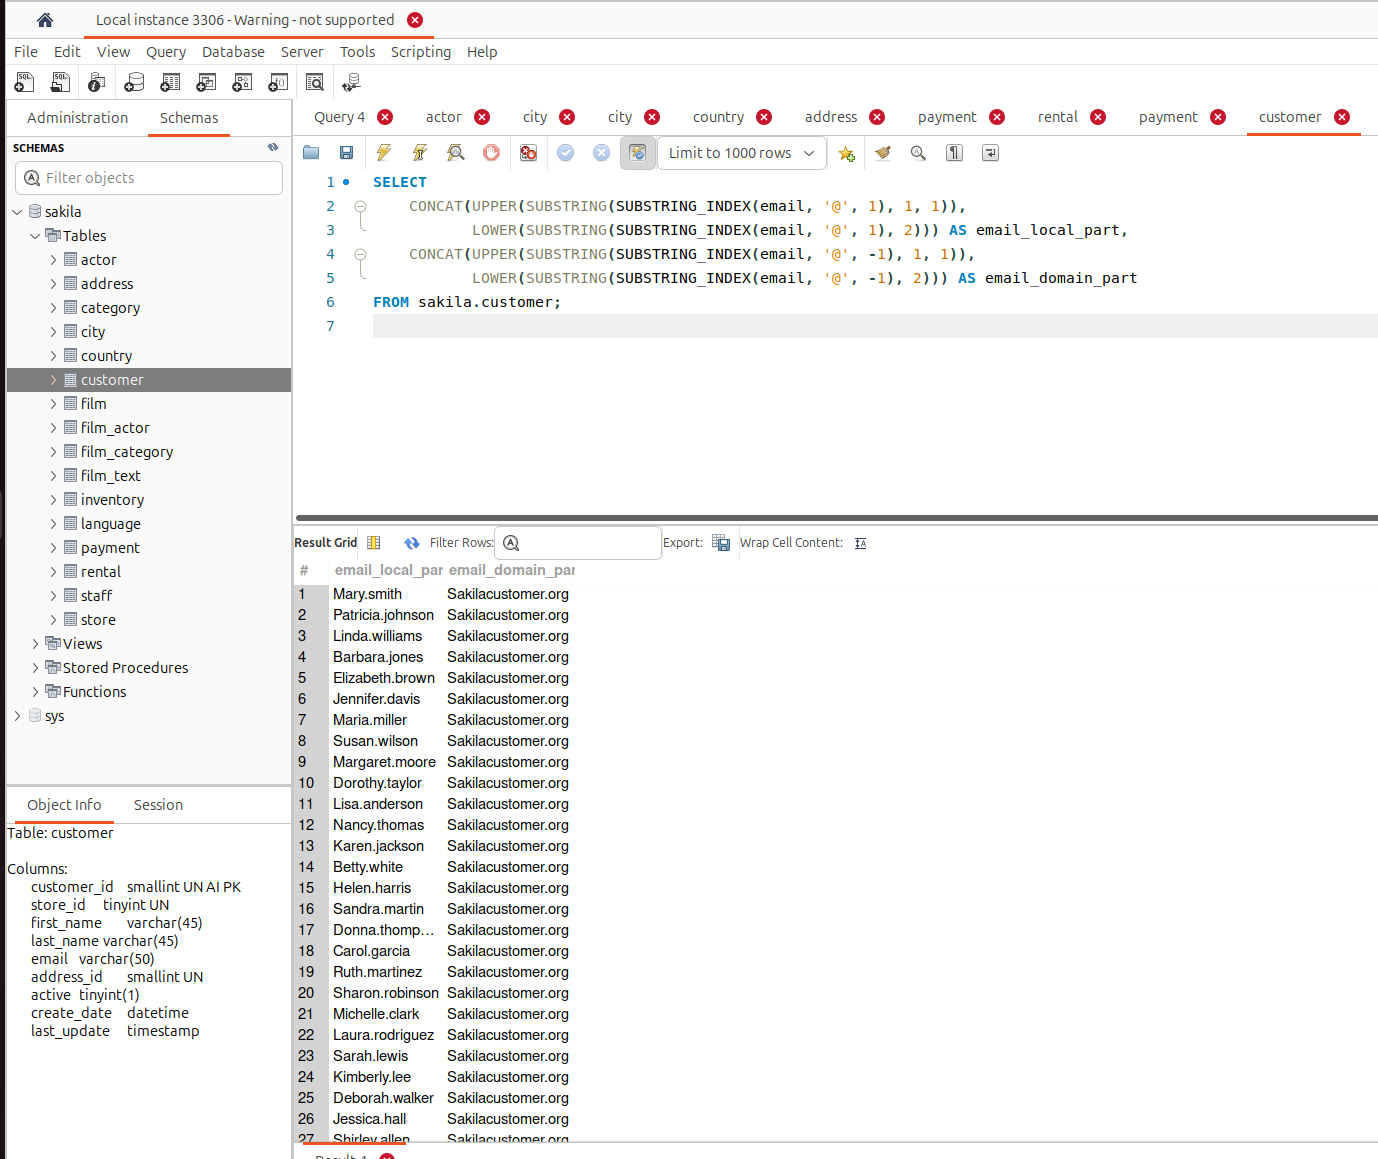 Local instance 3306 - Warning - not supported
File Edit View Query Database Server Tools Scripting Help
Administration Schemas
SCHEMAS
Filter objects
sakila
Tables
actor
address
category
city
country
customer
film
film_actor
film_category
film_text
inventory
language
payment
rental
staff
store
Views
Stored Procedures
Functions
sys
Object Info Session
Table: customer
Columns:
customer_id smallint UN AI PK
store_id tinyint UN
first_name varchar(45)
last_name varchar(45)
email varchar(50)
address_id smallint UN
active tinyint(1)
create_date datetime
last_update timestamp
Query 4 actor city city country address payment rental payment customer
Limit to 1000 rows
1 SELECT
2 CONCAT(UPPER(SUBSTRING(SUBSTRING_INDEX(email, '@', 1), 1, 1)),
3 LOWER(SUBSTRING(SUBSTRING_INDEX(email, '@', 1), 2))) AS email_local_part,
4 CONCAT(UPPER(SUBSTRING(SUBSTRING_INDEX(email, '@', -1), 1, 1)),
5 LOWER(SUBSTRING(SUBSTRING_INDEX(email, '@', -1), 2))) AS email_domain_part
6 FROM sakila.customer;
7
Result Grid Filter Rows: Export: Wrap Cell Content:
# email_local_par email_domain_par
1 Mary.smith Sakilacustomer.org
2 Patricia.johnson Sakilacustomer.org
3 Linda.williams Sakilacustomer.org
4 Barbara.jones Sakilacustomer.org
5 Elizabeth.brown Sakilacustomer.org
6 Jennifer.davis Sakilacustomer.org
7 Maria.miller Sakilacustomer.org
8 Susan.wilson Sakilacustomer.org
9 Margaret.moore Sakilacustomer.org
10 Dorothy.taylor Sakilacustomer.org
11 Lisa.anderson Sakilacustomer.org
12 Nancy.thomas Sakilacustomer.org
13 Karen.jackson Sakilacustomer.org
14 Betty.white Sakilacustomer.org
15 Helen.harris Sakilacustomer.org
16 Sandra.martin Sakilacustomer.org
17 Donna.thomp... Sakilacustomer.org
18 Carol.garcia Sakilacustomer.org
19 Ruth.martinez Sakilacustomer.org
20 Sharon.robinson Sakilacustomer.org
21 Michelle.clark Sakilacustomer.org
22 Laura.rodriguez Sakilacustomer.org
23 Sarah.lewis Sakilacustomer.org
24 Kimberly.lee Sakilacustomer.org
25 Deborah.walker Sakilacustomer.org
26 Jessica.hall Sakilacustomer.org
27 Shirley.allen Sakilacustomer.org
Result 1